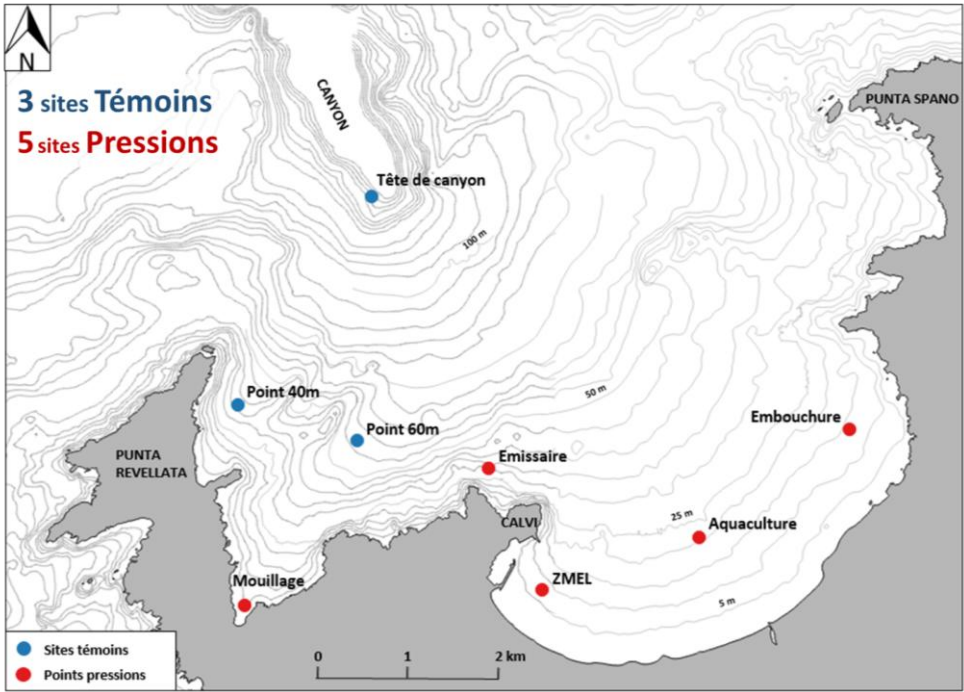 N
3 sites Témoins
5 sites Pressions
CANYON
PUNTA SPANO
Tête de canyon
100 m
Point 40m
50 m
Point 60m
Embouchure
PUNTA
REVELLATA
Emissaire
25 m
CALVI
Aquaculture
Mouillage
ZMEL
5 m
Sites témoins
Points pressions
0 1 2 km